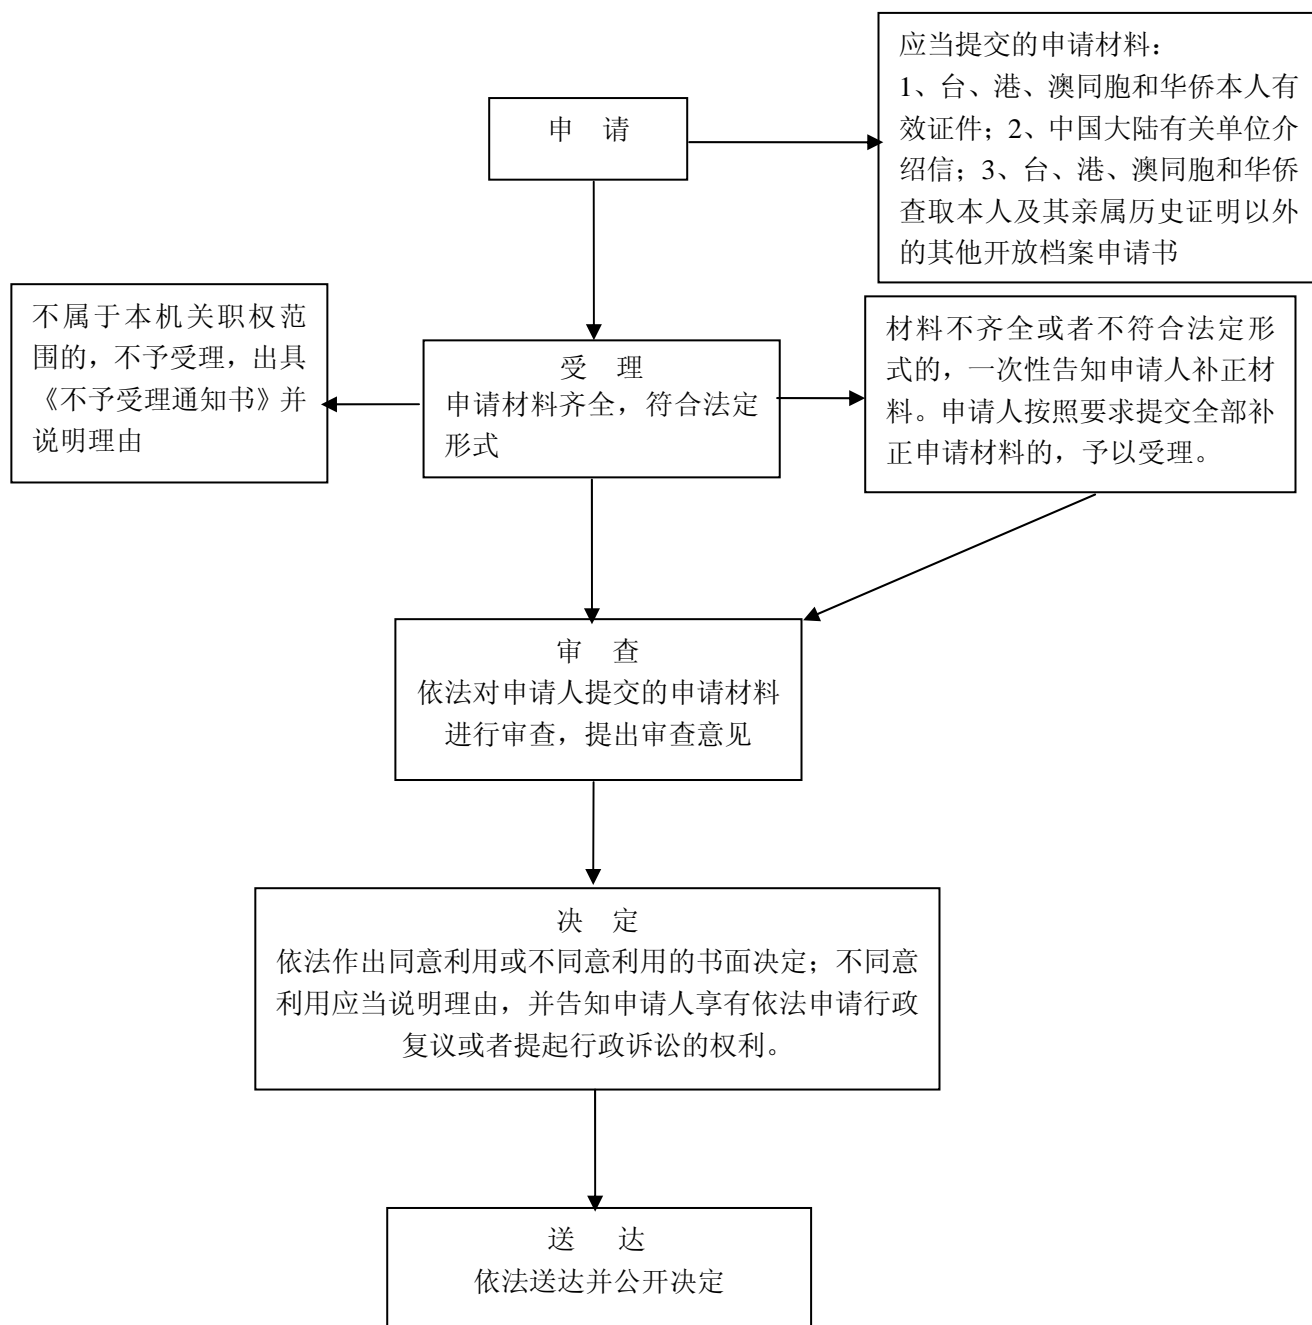 申 请
应当提交的申请材料：
1、台、港、澳同胞和华侨本人有
效证件；2、中国大陆有关单位介
绍信；3、台、港、澳同胞和华侨
查取本人及其亲属历史证明以外
的其他开放档案申请书
不属于本机关职权范
围的，不予受理，出具
《不予受理通知书》并
说明理由
受 理
申请材料齐全，符合法定
形式
材料不齐全或者不符合法定形
式的，一次性告知申请人补正材
料。申请人按照要求提交全部补
正申请材料的，予以受理。
审 查
依法对申请人提交的申请材料
进行审查，提出审查意见
决 定
依法作出同意利用或不同意利用的书面决定；不同意
利用应当说明理由，并告知申请人享有依法申请行政
复议或者提起行政诉讼的权利。
送 达
依法送达并公开决定